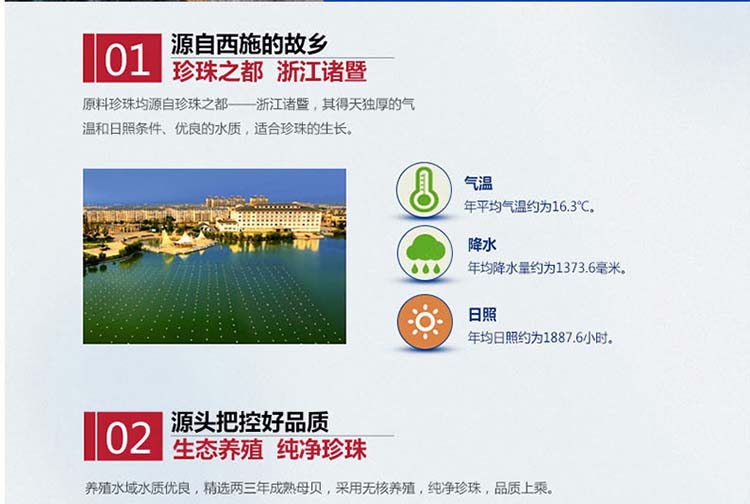 01
源自西施的故乡
珍珠之都 浙江诸暨
原料珍珠均源自珍珠之都——浙江诸暨，其得天独厚的气
温和日照条件、优良的水质，适合珍珠的生长。
气温
年平均气温约为16.3℃。
降水
年均降水量约为1373.6毫米。
日照
年均日照约为1887.6小时。
02
源头把控好品质
生态养殖 纯净珍珠
养殖水域水质优良，精选两三年成熟母贝，采用无核养殖，纯净珍珠，品质上乘。